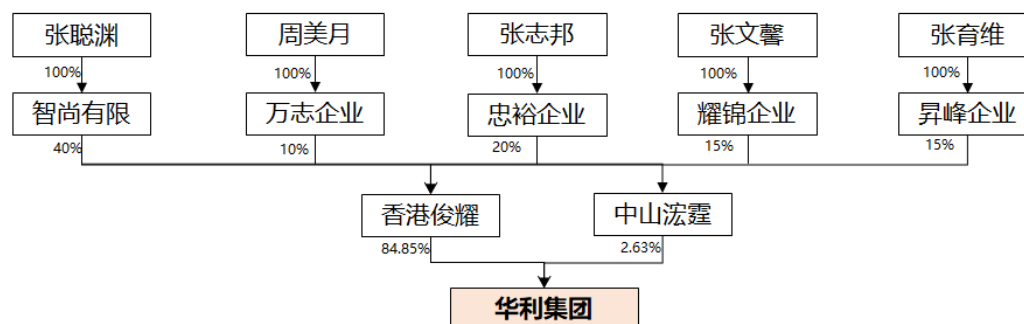 张聪渊 周美月 张志邦 张文馨 张育维
100% 100% 100% 100% 100%
智尚有限 万志企业 忠裕企业 耀锦企业 昇峰企业
40% 10% 20% 15% 15%
香港俊耀 中山浤霆
84.85% 2.63%
华利集团